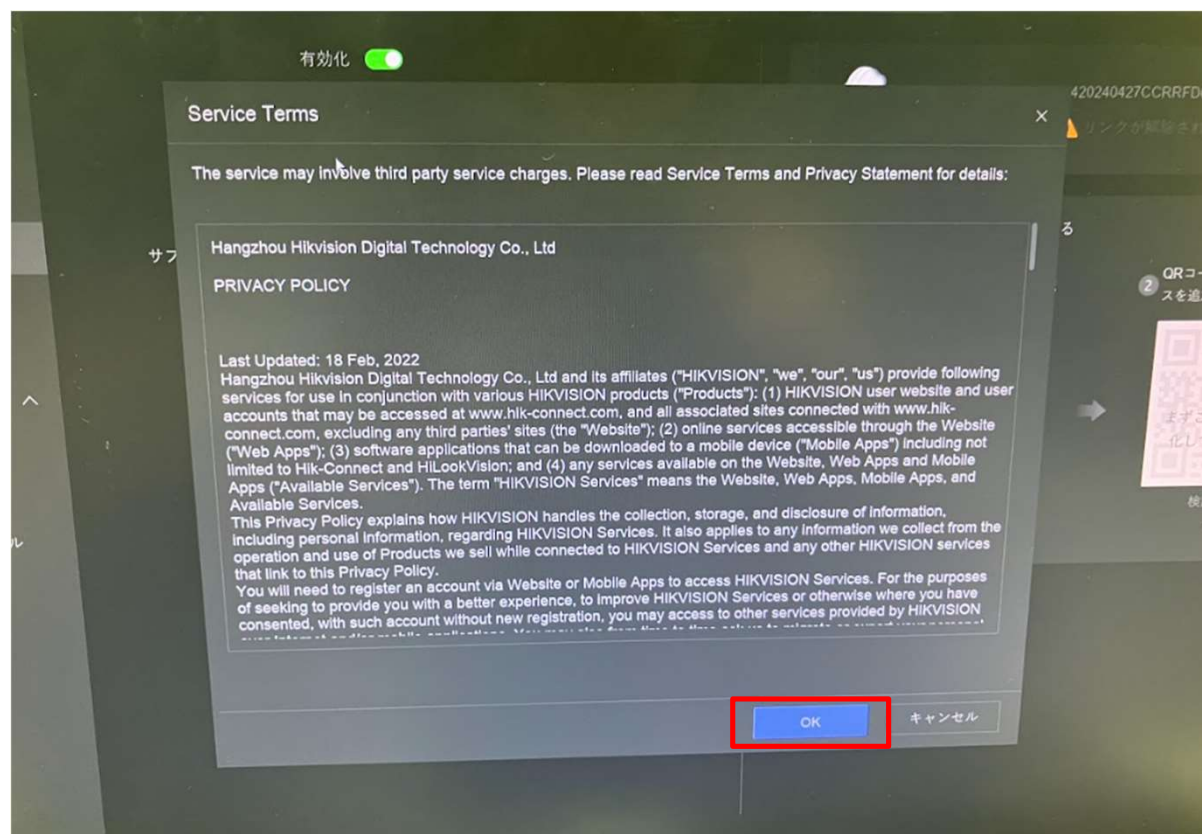 有効化
420240427CCRRFD
リンクが解除され
Service Terms
×
The service may involve third party service charges. Please read Service Terms and Privacy Statement for details:
サブ
Hangzhou Hikvision Digital Technology Co., Ltd
PRIVACY POLICY
Last Updated: 18 Feb, 2022
Hangzhou Hikvision Digital Technology Co., Ltd and its affiliates ("HIKVISION", "we", "our", "us") provide following
services for use in conjunction with various HIKVISION products ("Products"): (1) HIKVISION user website and user
accounts that may be accessed at www.hik-connect.com, and all associated sites connected with www.hik-
connect.com, excluding any third parties' sites (the "Website"); (2) online services accessible through the Website
("Web Apps"); (3) software applications that can be downloaded to a mobile device ("Mobile Apps") including not
limited to Hik-Connect and HiLookVision; and (4) any services available on the Website, Web Apps and Mobile
Apps ("Available Services"). The term "HIKVISION Services" means the Website, Web Apps, Mobile Apps, and
Available Services.
This Privacy Policy explains how HIKVISION handles the collection, storage, and disclosure of information,
including personal information, regarding HIKVISION Services. It also applies to any information we collect from the
operation and use of Products we sell while connected to HIKVISION Services and any other HIKVISION services
that link to this Privacy Policy.
You will need to register an account via Website or Mobile Apps to access HIKVISION Services. For the purposes
of seeking to provide you with a better experience, to improve HIKVISION Services or otherwise where you have
consented, with such account without new registration, you may access to other services provided by HIKVISION
OK
キャンセル
る
2 QRコー
スを追
まずこ
化し
検
ル